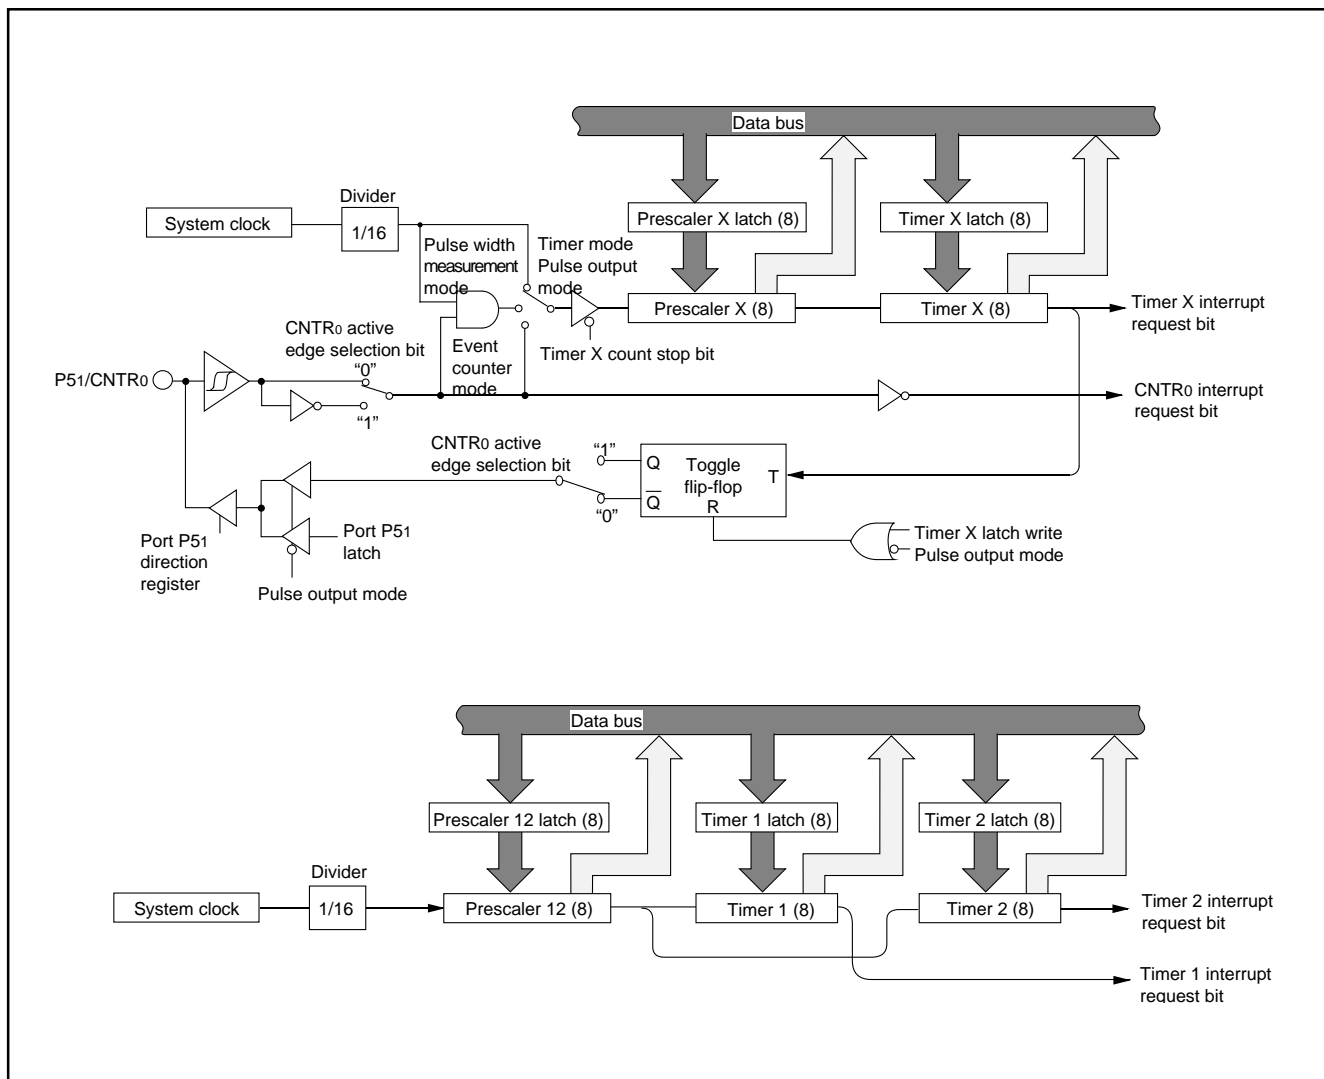 Data bus
Divider
System clock
1/16
Prescaler X latch (8)
Timer X latch (8)
Pulse width
measurement
mode
Timer mode
Pulse output
mode
Prescaler X (8)
Timer X (8)
Timer X interrupt
request bit
CNTR0 active
edge selection bit
Event
counter
mode
Timer X count stop bit
P51/CNTR0
“0”
“1”
CNTR0 interrupt
request bit
CNTR0 active
edge selection bit
“1”
“0”
Q
Q
Toggle
flip-flop
T
R
Port P51
direction
register
Port P51
latch
Pulse output mode
Timer X latch write
Pulse output mode
Data bus
Prescaler 12 latch (8)
Timer 1 latch (8)
Timer 2 latch (8)
Divider
System clock
1/16
Prescaler 12 (8)
Timer 1 (8)
Timer 2 (8)
Timer 2 interrupt
request bit
Timer 1 interrupt
request bit